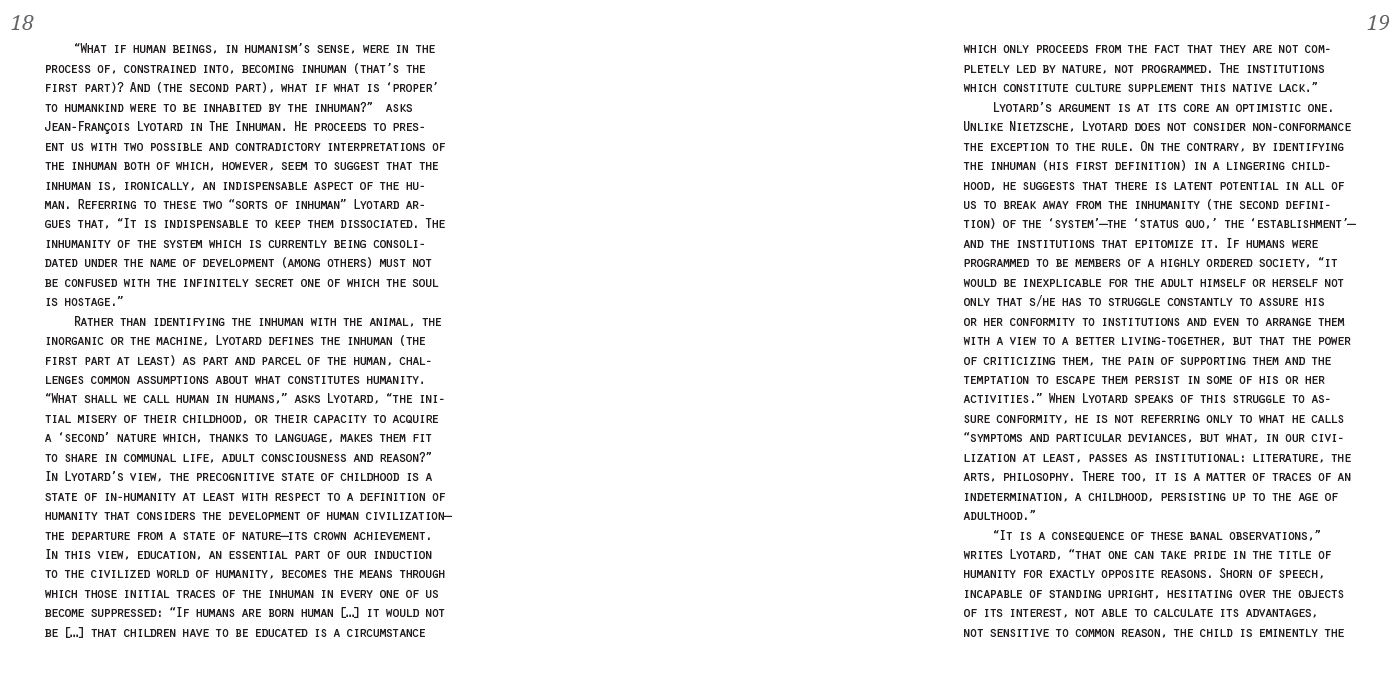 18
“What if human beings, in humanism’s sense, were in the
process of, constrained into, becoming inhuman (that’s the
first part)? And (the second part), what if what is ‘proper’
to humankind were to be inhabited by the inhuman?”  asks
Jean-François Lyotard in The Inhuman. He proceeds to pres-
ent us with two possible and contradictory interpretations of
the inhuman both of which, however, seem to suggest that the
inhuman is, ironically, an indispensable aspect of the hu-
man. Referring to these two “sorts of inhuman” Lyotard ar-
gues that, “It is indispensable to keep them dissociated. The
inhumanity of the system which is currently being consoli-
dated under the name of development (among others) must not
be confused with the infinitely secret one of which the soul
is hostage.”
Rather than identifying the inhuman with the animal, the
inorganic or the machine, Lyotard defines the inhuman (the
first part at least) as part and parcel of the human, chal-
lenges common assumptions about what constitutes humanity.
“What shall we call human in humans,” asks Lyotard, “the ini-
tial misery of their childhood, or their capacity to acquire
a ‘second’ nature which, thanks to language, makes them fit
to share in communal life, adult consciousness and reason?”
In Lyotard’s view, the precognitive state of childhood is a
state of in-humanity at least with respect to a definition of
humanity that considers the development of human civilization—
the departure from a state of nature—its crown achievement.
In this view, education, an essential part of our induction
to the civilized world of humanity, becomes the means through
which those initial traces of the inhuman in every one of us
become suppressed: “If humans are born human […] it would not
be […] that children have to be educated is a circumstance
19
which only proceeds from the fact that they are not com-
pletely led by nature, not programmed. The institutions
which constitute culture supplement this native lack.”
Lyotard’s argument is at its core an optimistic one.
Unlike Nietzsche, Lyotard does not consider non-conformance
the exception to the rule. On the contrary, by identifying
the inhuman (his first definition) in a lingering child-
hood, he suggests that there is latent potential in all of
us to break away from the inhumanity (the second defini-
tion) of the ‘system’—the ‘status quo,’ the ‘establishment’—
and the institutions that epitomize it. If humans were
programmed to be members of a highly ordered society, “it
would be inexplicable for the adult himself or herself not
only that s/he has to struggle constantly to assure his
or her conformity to institutions and even to arrange them
with a view to a better living-together, but that the power
of criticizing them, the pain of supporting them and the
temptation to escape them persist in some of his or her
activities.” When Lyotard speaks of this struggle to as-
sure conformity, he is not referring only to what he calls
“symptoms and particular deviances, but what, in our civi-
lization at least, passes as institutional: literature, the
arts, philosophy. There too, it is a matter of traces of an
indetermination, a childhood, persisting up to the age of
adulthood.”
“It is a consequence of these banal observations,”
writes Lyotard, “that one can take pride in the title of
humanity for exactly opposite reasons. Shorn of speech,
incapable of standing upright, hesitating over the objects
of its interest, not able to calculate its advantages,
not sensitive to common reason, the child is eminently the